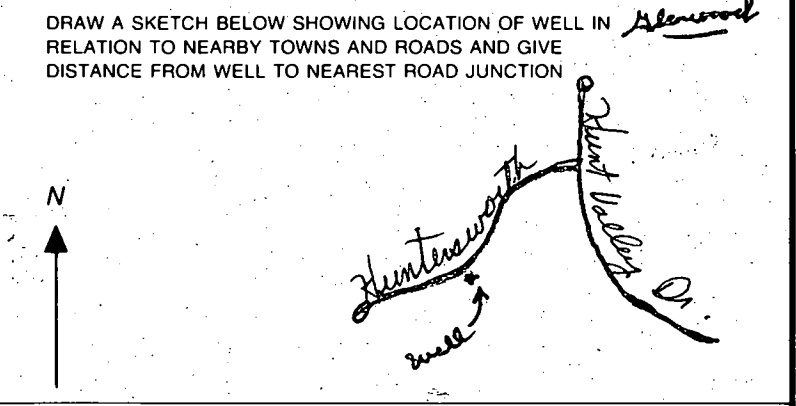 DRAW A SKETCH BELOW SHOWING LOCATION OF WELL IN Glenwood
RELATION TO NEARBY TOWNS AND ROADS AND GIVE
DISTANCE FROM WELL TO NEAREST ROAD JUNCTION
N
Huntersworth
Hunt Valley Dr.
well